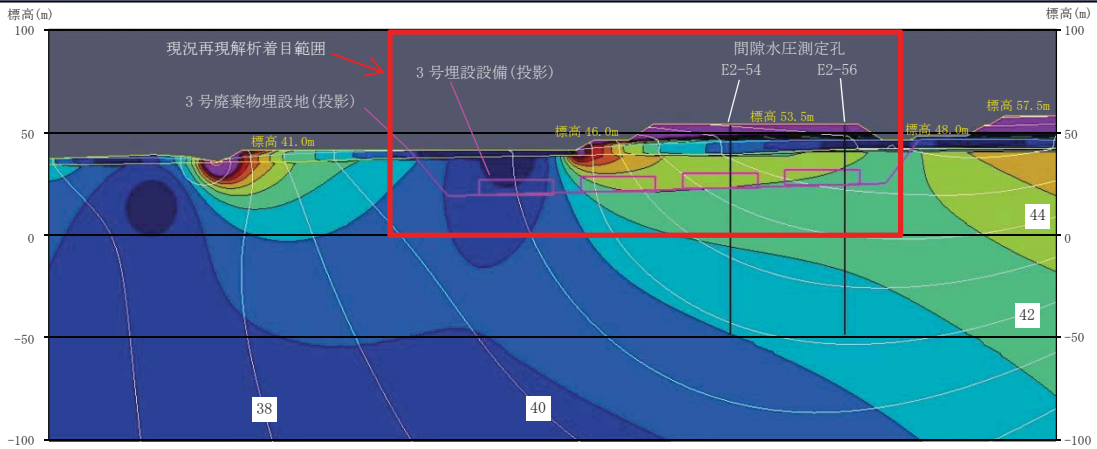 標高(m)
標高(m)
100
100
現況再現解析着目範囲
間隙水圧測定孔
3号埋設設備(投影)
E2-54
E2-56
3号廃棄物埋設地(投影)
標高 57.5m
標高 53.5m
標高 46.0m
標高 48.0m
標高 41.0m
50
50
44
0
0
42
-50
-50
38
40
-100
-100